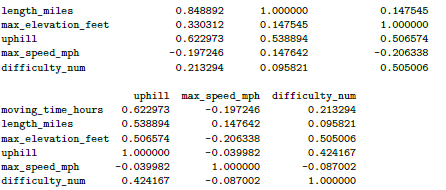 length_miles 0.848892 1.000000 0.147545
max_elevation_feet 0.330312 0.147545 1.000000
uphill 0.622973 0.538894 0.506574
max_speed_mph -0.197246 0.147642 -0.206338
difficulty_num 0.213294 0.095821 0.505006
uphill max_speed_mph difficulty_num
moving_time_hours 0.622973 -0.197246 0.213294
length_miles 0.538894 0.147642 0.095821
max_elevation_feet 0.506574 -0.206338 0.505006
uphill 1.000000 -0.039982 0.424167
max_speed_mph -0.039982 1.000000 -0.087002
difficulty_num 0.424167 -0.087002 1.000000